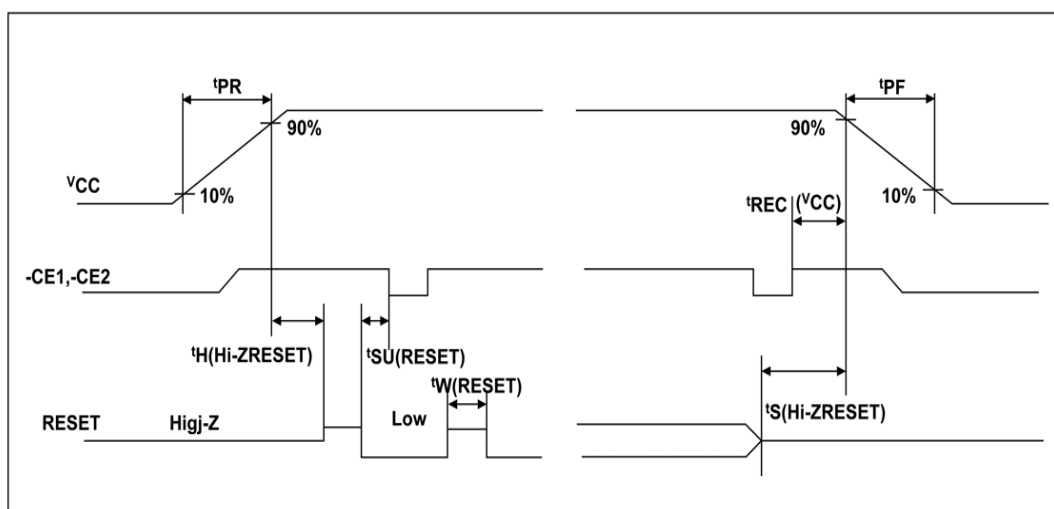 tPR
tPF
90%
90%
VCC
10%
10%
tREC (VCC)
-CE1,-CE2
tH(Hi-ZRESET)
tSU(RESET)
tW(RESET)
tS(Hi-ZRESET)
RESET
Higj-Z
Low